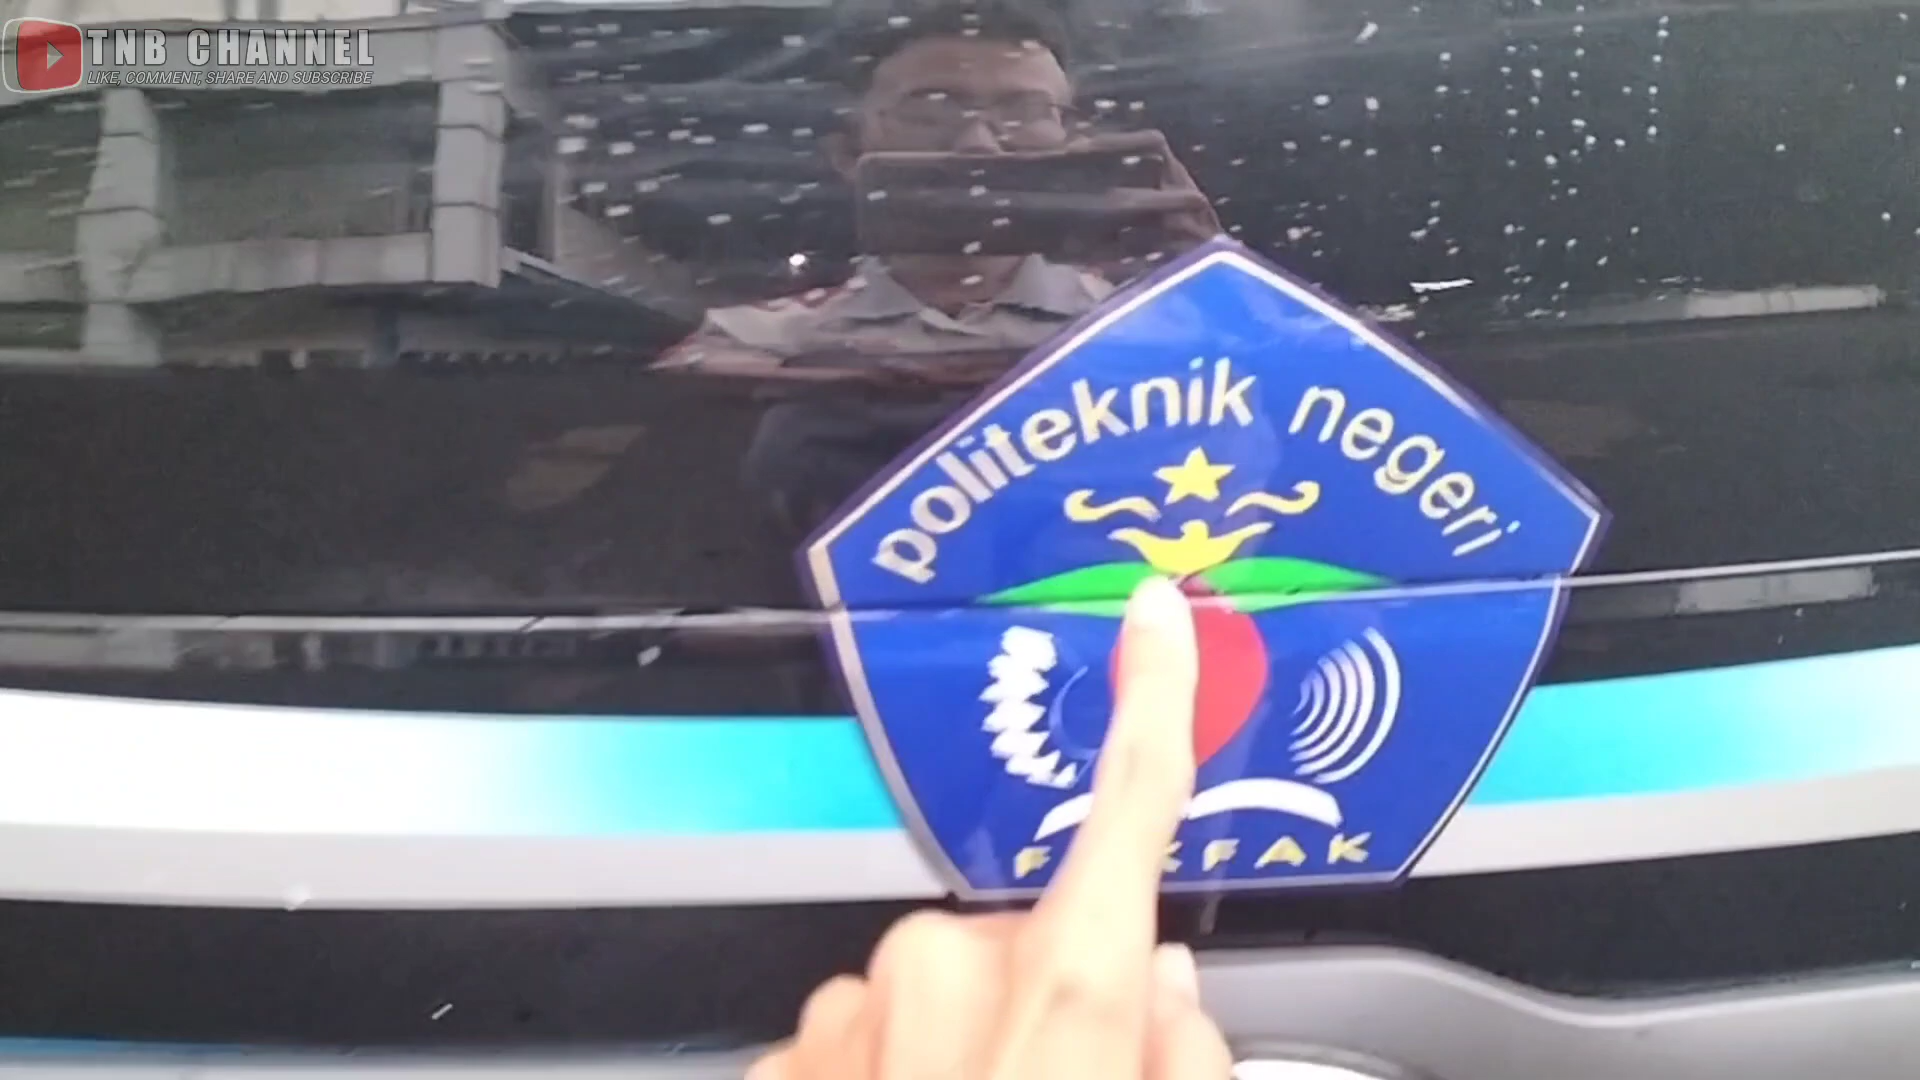 TNB CHANNEL
LIKE, COMMENT, SHARE AND SUBSCRIBE
politeknik negeri